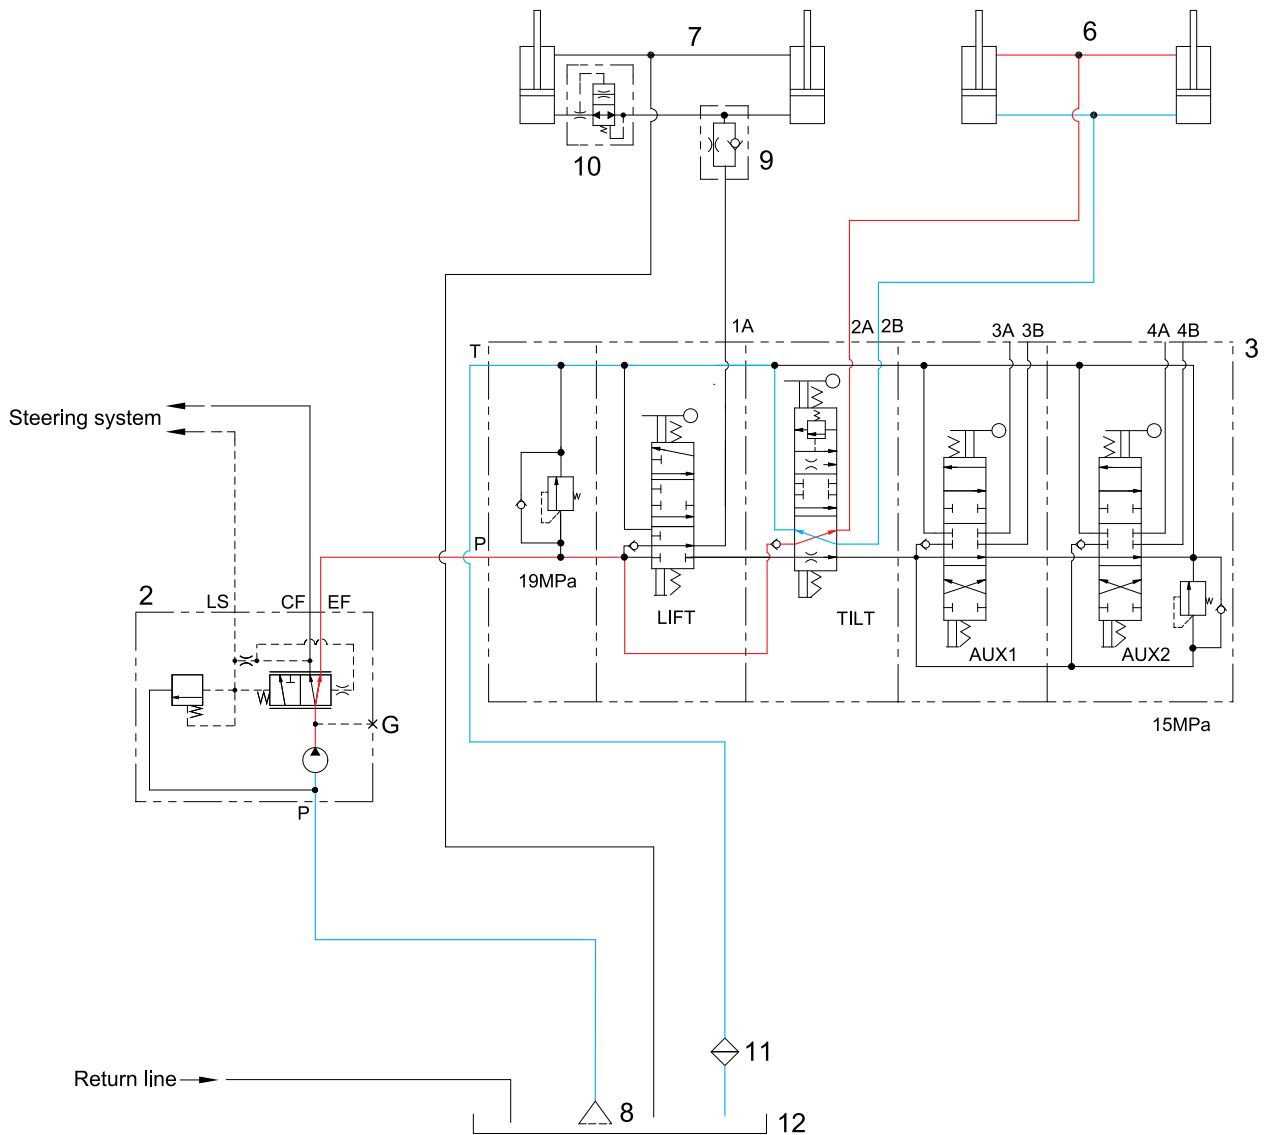 7
6
10
9
1A
2A
2B
3A
3B
4A
4B
3
T
Steering system
P
19MPa
2
LS
CF
EF
LIFT
TILT
AUX1
AUX2
G
15MPa
P
11
Return line
8
12